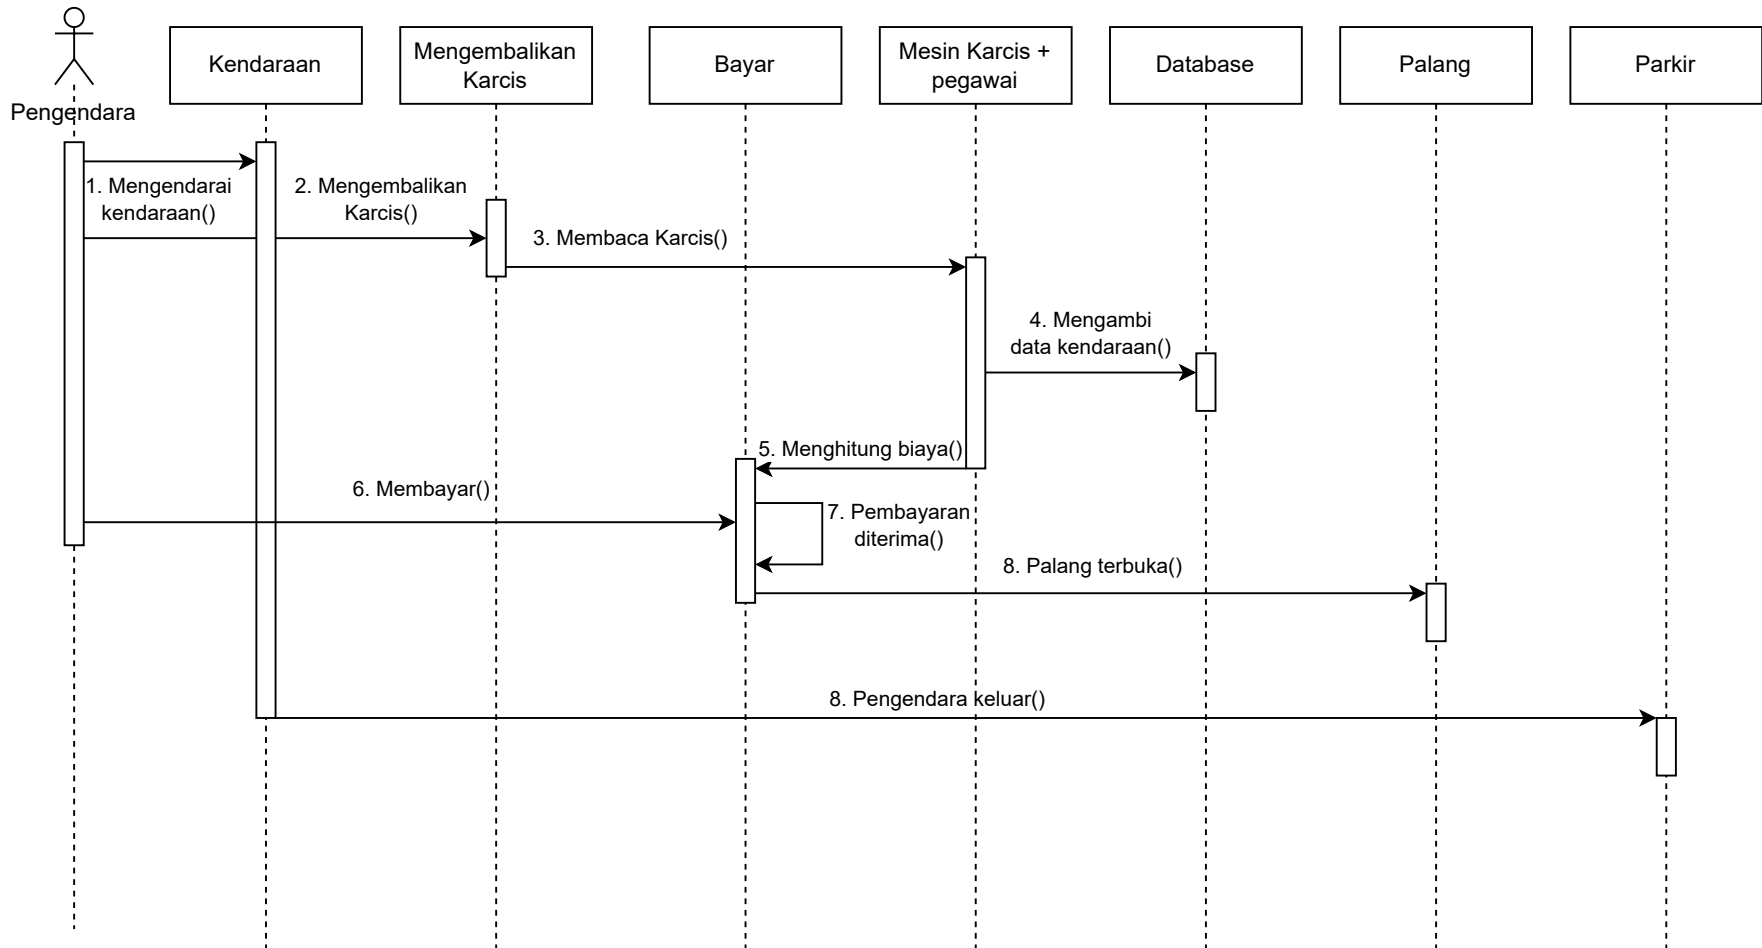 Pengendara
Kendaraan
Mengembalikan
Karcis
Bayar
Mesin Karcis +
pegawai
Database
Palang
Parkir
1. Mengendarai
kendaraan()
2. Mengembalikan
Karcis()
3. Membaca Karcis()
4. Mengambi
data kendaraan()
5. Menghitung biaya()
6. Membayar()
7. Pembayaran
diterima()
8. Palang terbuka()
8. Pengendara keluar()